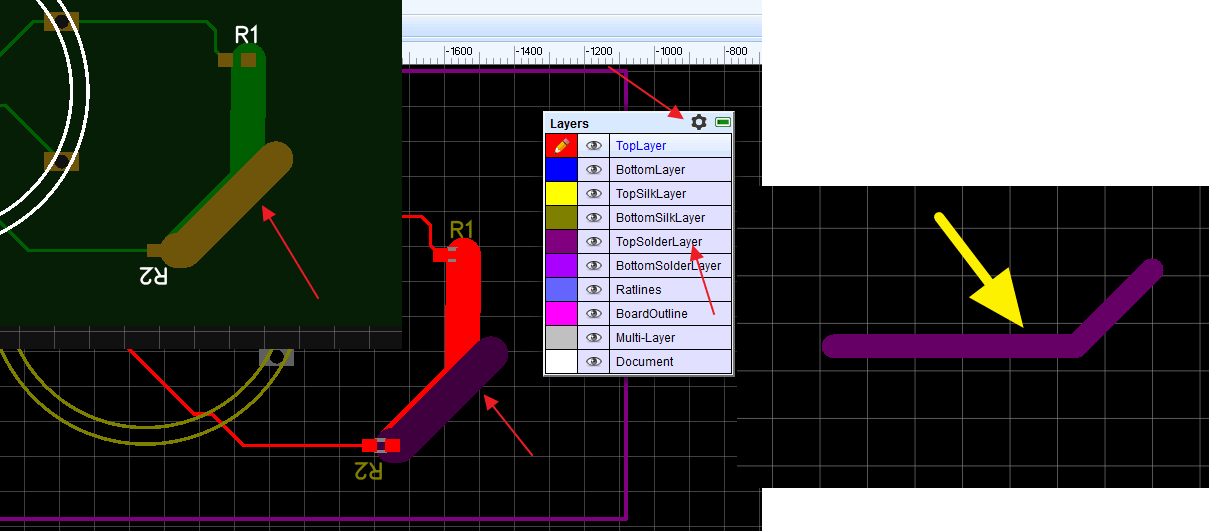 R1
R2
-1600
-1400
-1200
-1000
-800
Layers
TopLayer
BottomLayer
TopSilkLayer
BottomSilkLayer
TopSolderLayer
BottomSolderLayer
Ratlines
BoardOutline
Multi-Layer
Document
R1
R2